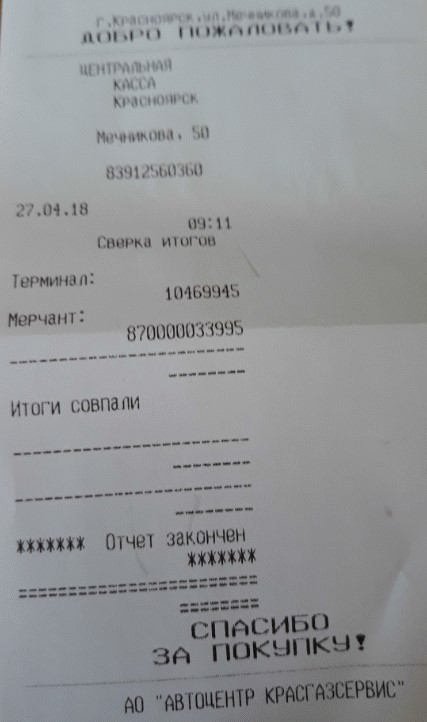 г.Красноярск,ул.Мечникова,д.50
ДОБРО ПОЖАЛОВАТЬ!
ЦЕНТРАЛЬНАЯ
КАССА
Красноярск
Мечникова, 50
83912560360
27.04.18
09:11
Сверка итогов
Терминал:
10469945
Мерчант:
870000033995
------------------------
--------
Итоги совпали
------------------------
--------
------------------------
--------
******* Отчет закончен
*******
========================
========
СПАСИБО
ЗА ПОКУПКУ!
АО "АВТОЦЕНТР КРАСГАЗСЕРВИС"